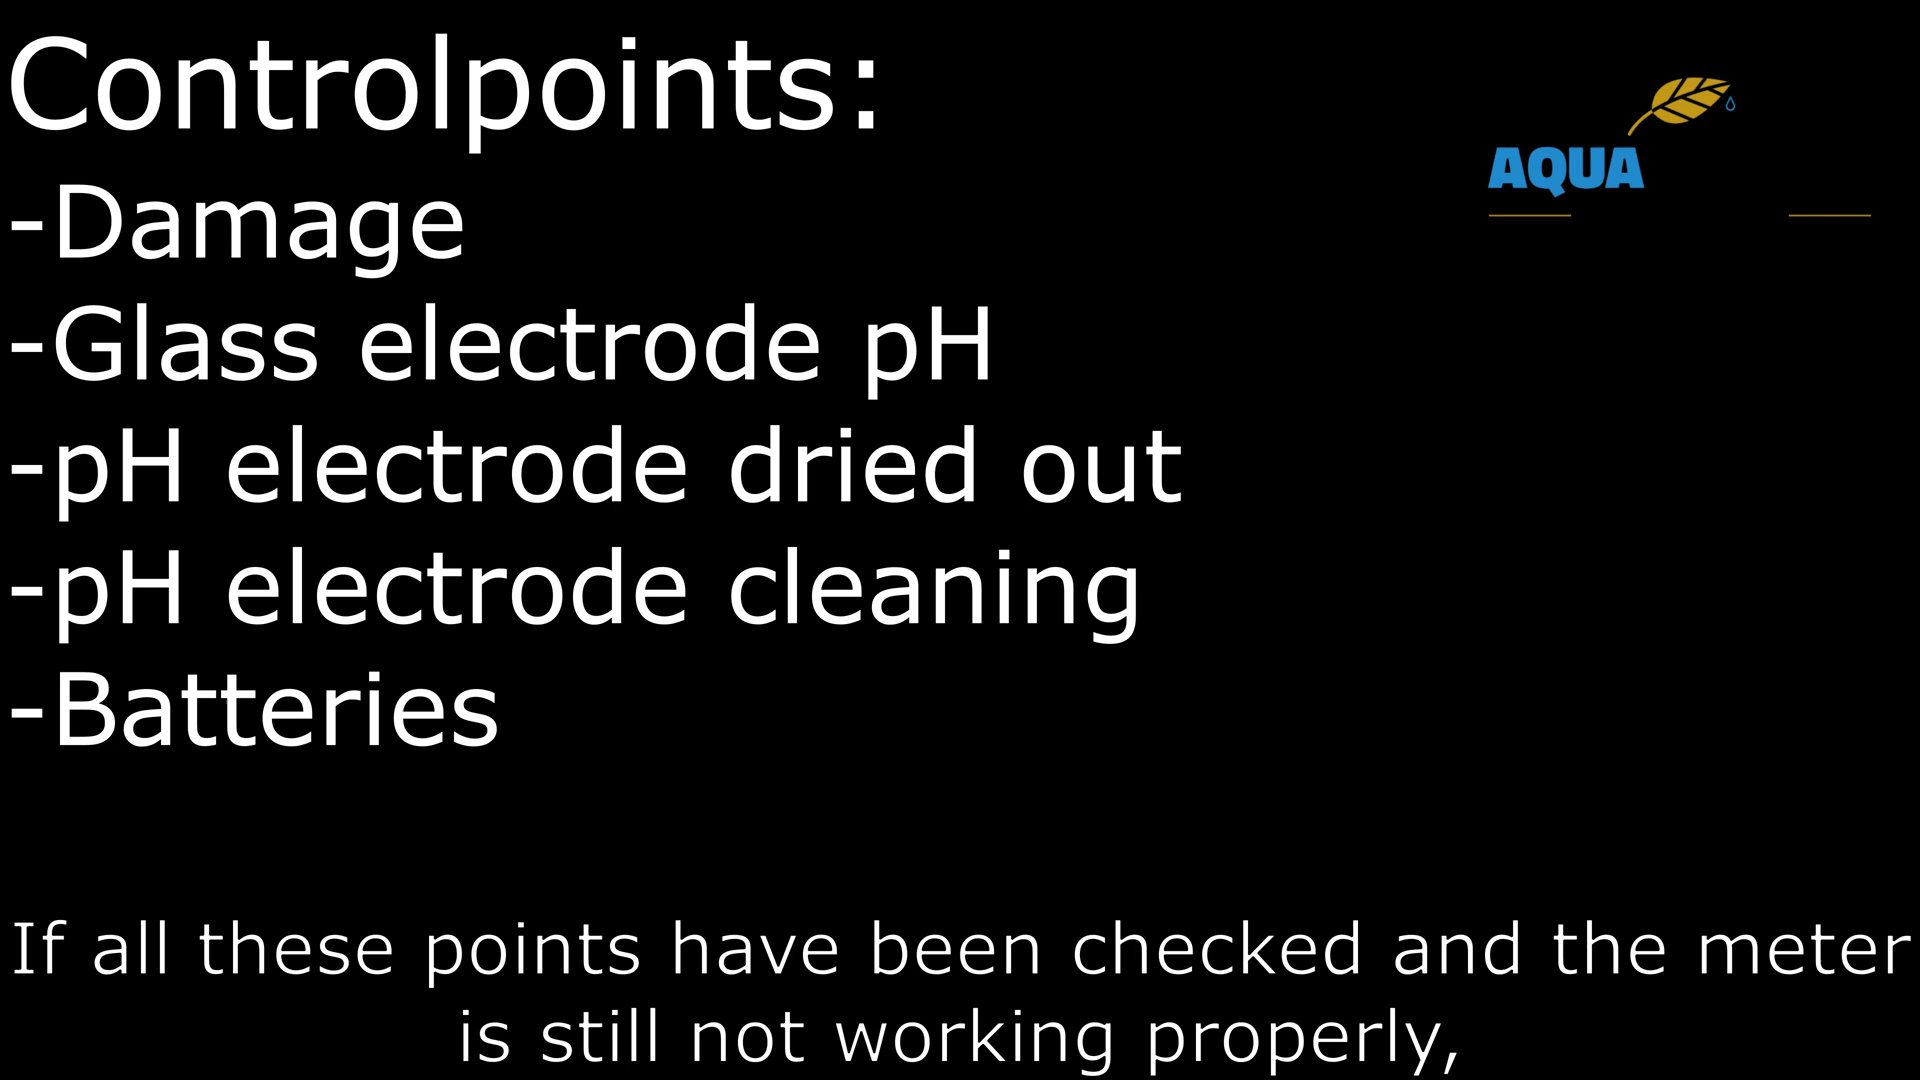 Controlpoints:
-Damage
-Glass electrode pH
-pH electrode dried out
-pH electrode cleaning
-Batteries
AQUA
If all these points have been checked and the meter
is still not working properly,